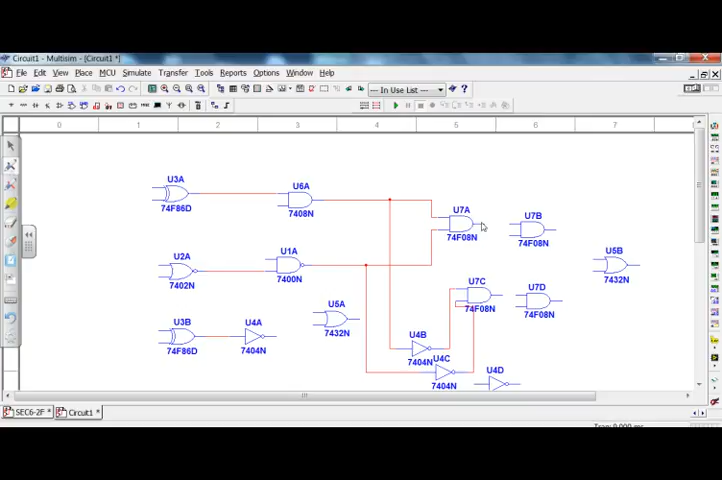 Circuit1 - Multisim - [Circuit1 *]
File Edit View Place MCU Simulate Transfer Tools Reports Options Window Help
--- In Use List ---
0 1 2 3 4 5 6 7
U3A
74F86D
U6A
7408N
U7A
74F08N
U7B
74F08N
U2A
7402N
U1A
7400N
U5B
7432N
U7C
74F08N
U7D
74F08N
U5A
7432N
U3B
74F86D
U4A
7404N
U4B
7404N
U4C
7404N
U4D
SEC6-2F * Circuit1 *